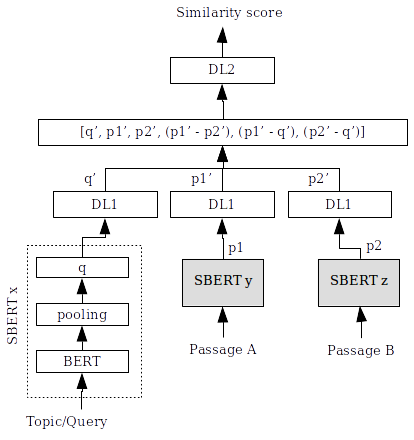 Similarity score
DL2
[q’, p1’, p2’, (p1’ - p2’), (p1’ - q’), (p2’ - q’)]
q’
p1’
p2’
DL1
DL1
DL1
p1
p2
q
SBERT y
SBERT z
pooling
SBERT x
BERT
Passage A
Passage B
Topic/Query